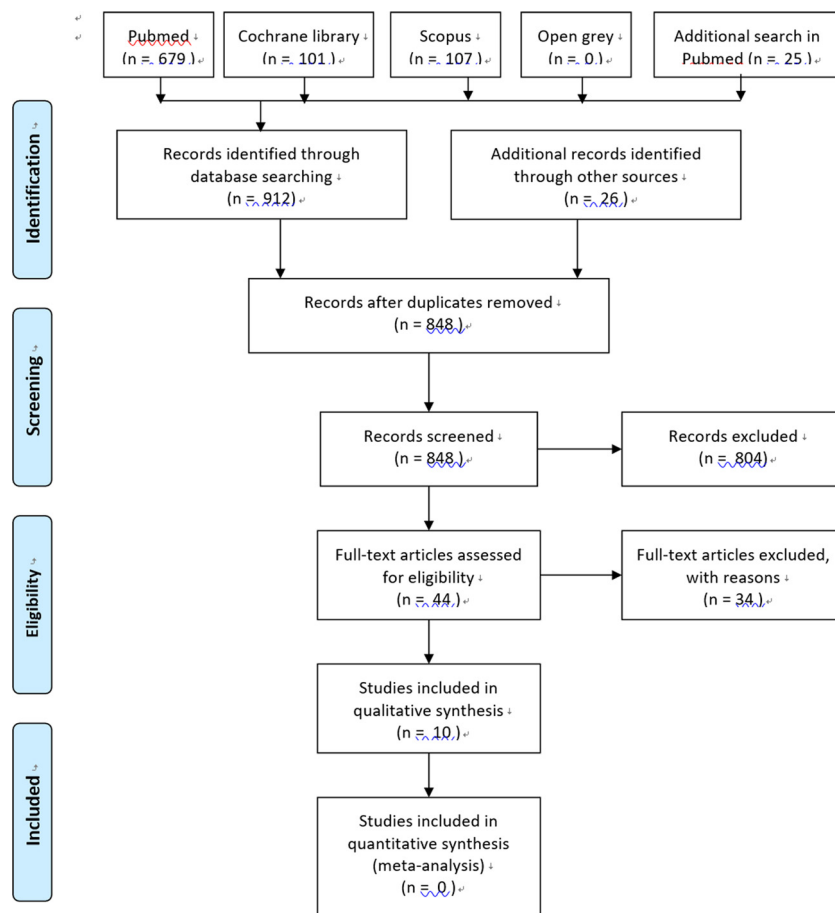 Pubmed
(n = 679)
Cochrane library
(n = 101)
Scopus
(n = 107)
Open grey
(n = 0)
Additional search in
Pubmed (n = 25)
Identification
Records identified through
database searching
(n = 912)
Additional records identified
through other sources
(n = 26 )
Records after duplicates removed
(n = 848 )
Screening
Records screened
(n = 848 )
Records excluded
(n = 804)
Eligibility
Full-text articles assessed
for eligibility
(n = 44 )
Full-text articles excluded,
with reasons
(n = 34 )
Studies included in
qualitative synthesis
(n = 10 )
Included
Studies included in
quantitative synthesis
(meta-analysis)
(n = 0 )